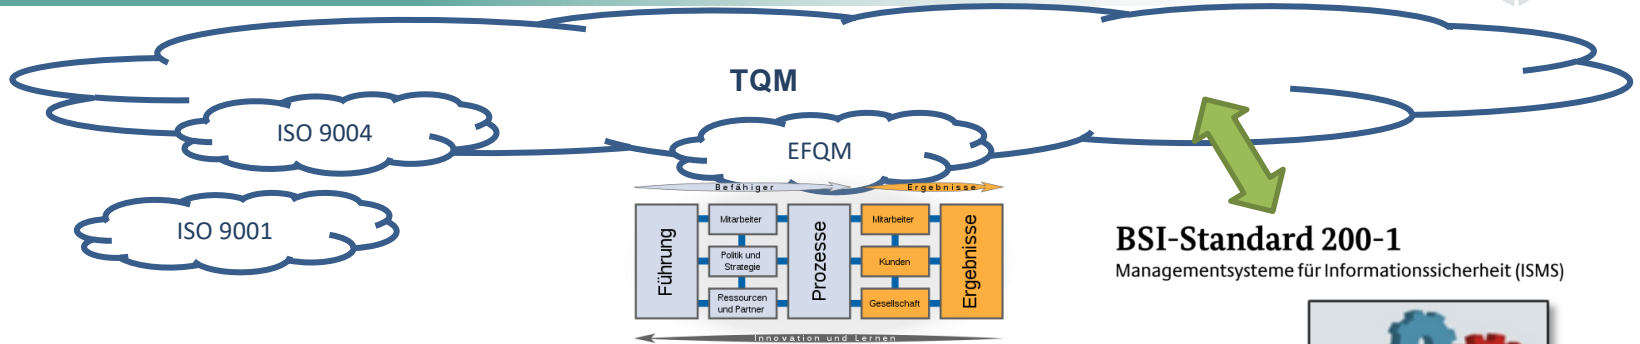 TQM
ISO 9004
EFQM
ISO 9001
Befähiger
Ergebnisse
Führung
Mitarbeiter
Politik und
Strategie
Ressourcen
und Partner
Prozesse
Mitarbeiter
Kunden
Gesellschaft
Ergebnisse
Innovation und Lernen
BSI-Standard 200-1
Managementsysteme für Informationssicherheit (ISMS)